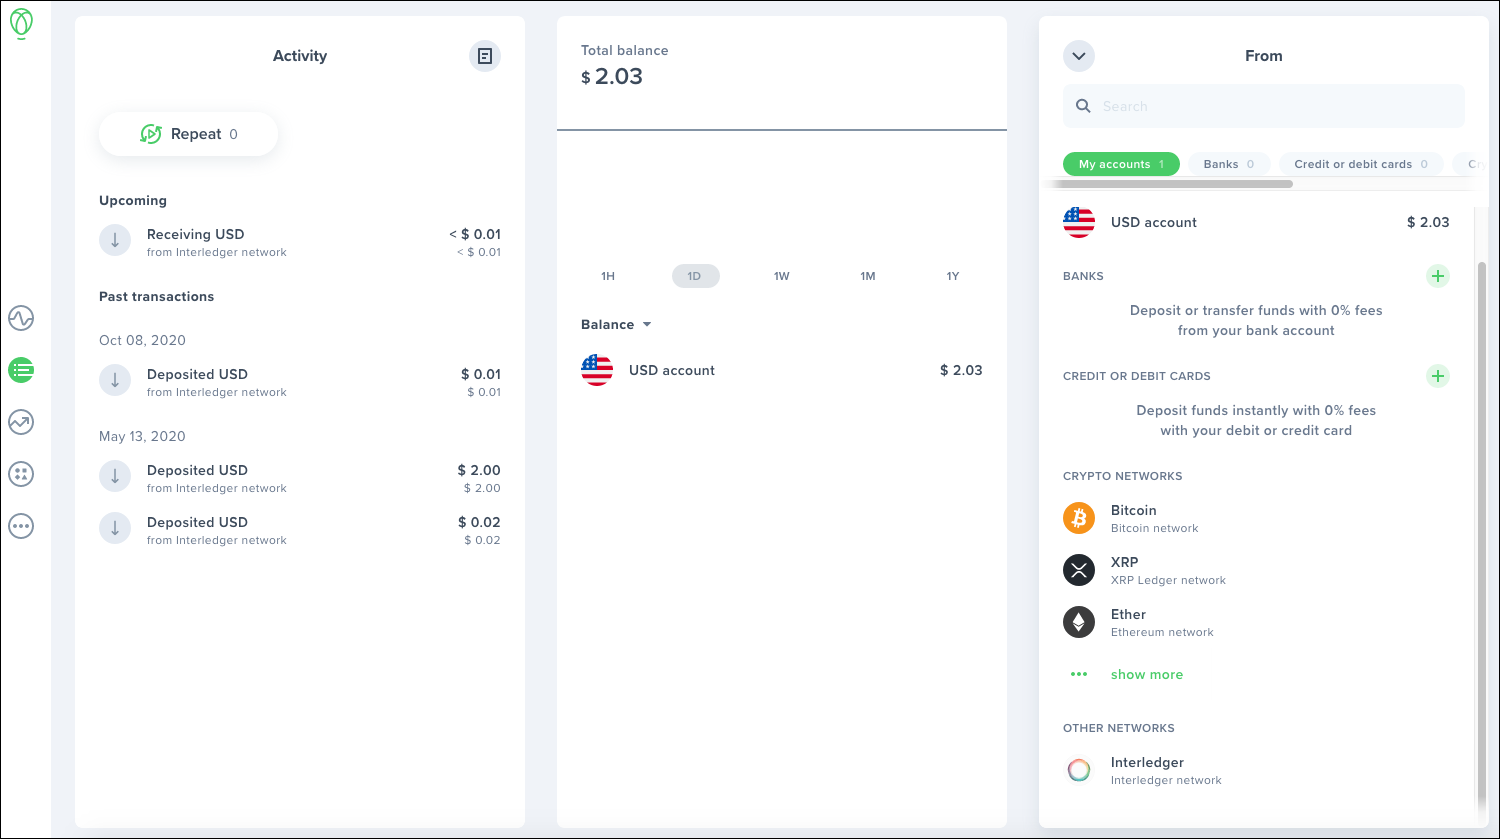 Activity
Repeat 0
Upcoming
Receiving USD < $ 0.01
from Interledger network < $ 0.01
Past transactions
Oct 08, 2020
Deposited USD $ 0.01
from Interledger network $ 0.01
May 13, 2020
Deposited USD $ 2.00
from Interledger network $ 2.00
Deposited USD $ 0.02
from Interledger network $ 0.02
Total balance
$ 2.03
1H 1D 1W 1M 1Y
Balance
USD account $ 2.03
From
Search
My accounts 1 Banks 0 Credit or debit cards 0
USD account $ 2.03
BANKS
Deposit or transfer funds with 0% fees
from your bank account
CREDIT OR DEBIT CARDS
Deposit funds instantly with 0% fees
with your debit or credit card
CRYPTO NETWORKS
Bitcoin
Bitcoin network
XRP
XRP Ledger network
Ether
Ethereum network
show more
OTHER NETWORKS
Interledger
Interledger network